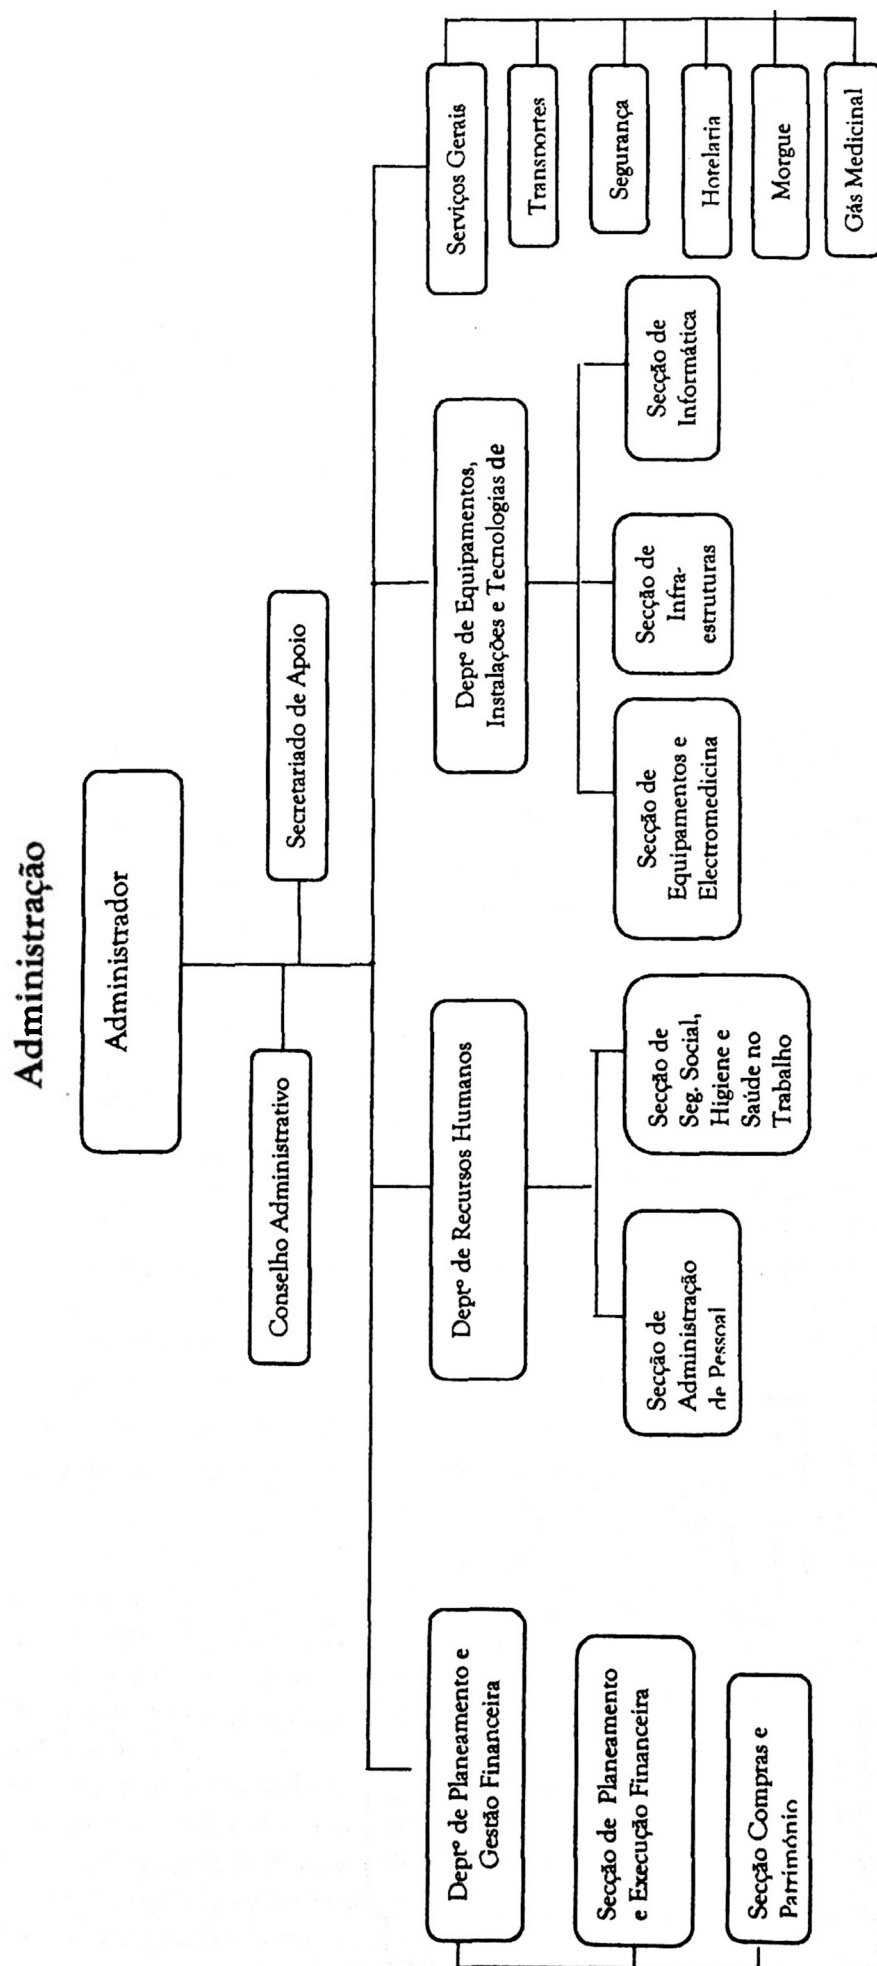 Administração
Administrador
Conselho Administrativo
Secretariado de Apoio
Deptº de Planeamento e
Gestão Financeira
Secção de Planeamento
e Execução Financeira
Secção Compras e
Património
Deptº de Recursos Humanos
Secção de
Administração
de Pessoal
Secção de
Seg. Social,
Higiene e
Saúde no
Trabalho
Deptº de Equipamentos,
Instalações e Tecnologias de
Secção de
Equipamentos e
Electromedicina
Secção de
Infra-
estruturas
Secção de
Informática
Serviços Gerais
Transportes
Segurança
Hotelaria
Morgue
Gás Medicinal